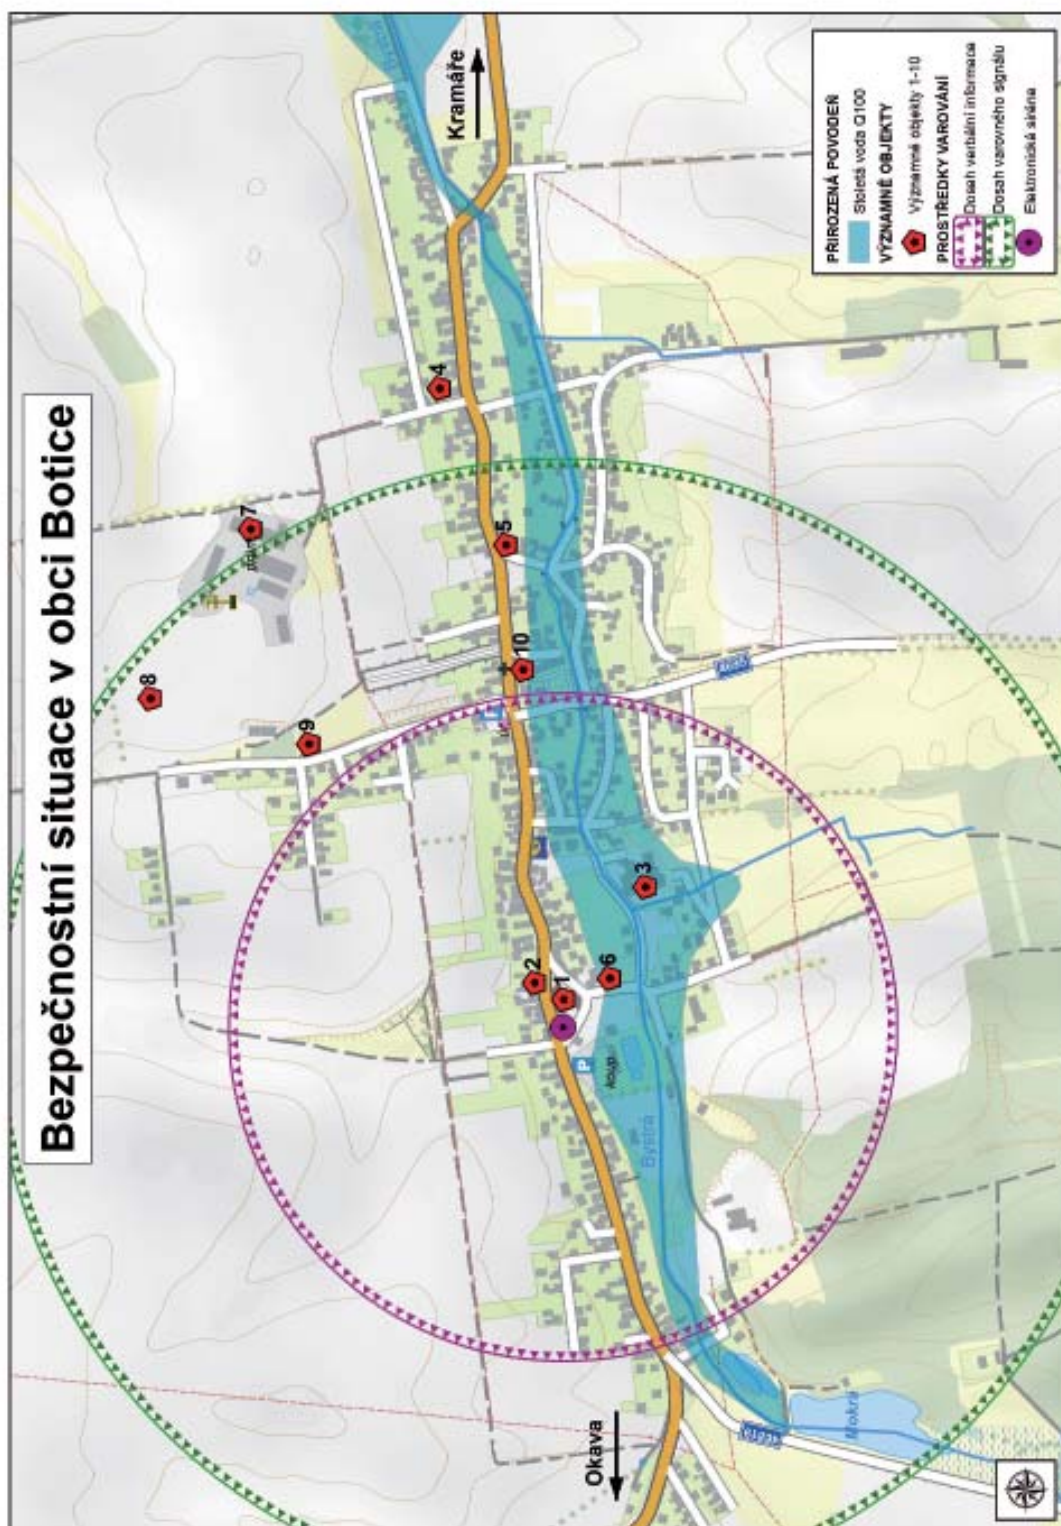 Bezpečnostní situace v obci Botice
Kramáře
Okava
PŘIROZENÁ POVODEŇ
Stoletá voda Q100
VÝZNAMNÉ OBJEKTY
Významné objekty 1-10
PROSTŘEDKY VAROVÁNÍ
Dosah verbální informace
Dosah varovného signálu
Elektronická siréna
8
7
9
4
5
10
2
1
6
3
P
koup.
Bystrá
Mokrá